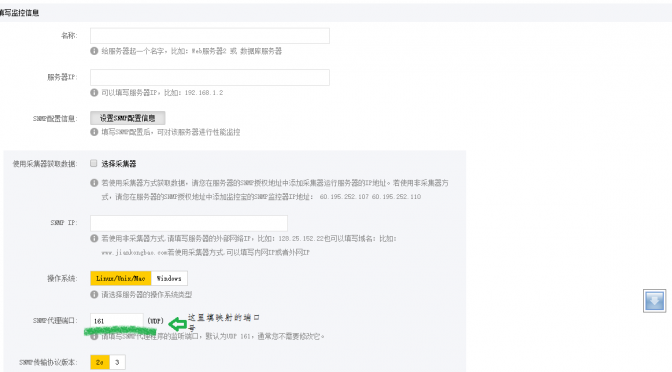 填写监控信息
名称:
给服务器起一个名字，比如: Web服务器2 或 数据库服务器
服务器IP:
可以填写服务器IP，比如: 192.168.1.2
SNMP配置信息:
设置SNMP配置信息
填写SNMP配置后，可对该服务器进行性能监控
使用采集器获取数据:
选择采集器
若使用采集器方式获取数据，请您在服务器的SNMP授权地址中添加采集器运行服务器的IP地址。若使用非采集器方
式，请您在服务器的SNMP授权地址中添加监控宝的SNMP监控器IP地址: 60.195.252.107 60.195.252.110
SNMP IP:
若使用非采集器方式.请填写服务器的外部网络IP，比如: 128.25.152.22也可以填写域名: 比如:
www.jiankongbao.com若使用采集器方式.可以填写内网IP或者外网IP
操作系统:
Linux/Unix/Mac Windows
请选择服务器的操作系统类型
SNMP代理端口:
161 (UDP) 这里填映射的端口
号
请填写SNMP代理程序的监听端口，默认为UDP 161，通常您不需要修改它。
SNMP传输协议版本:
2c 3